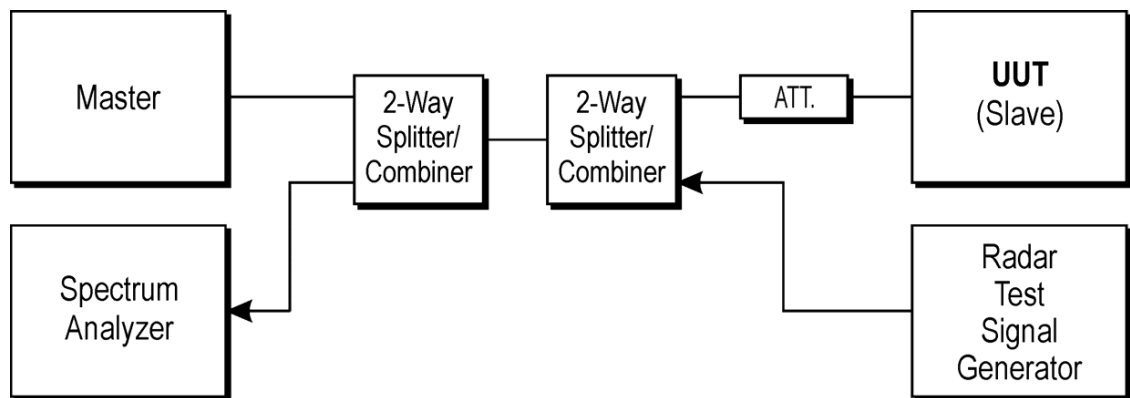 Master
2-Way
Splitter/
Combiner
2-Way
Splitter/
Combiner
ATT.
UUT
(Slave)
Spectrum
Analyzer
Radar
Test
Signal
Generator